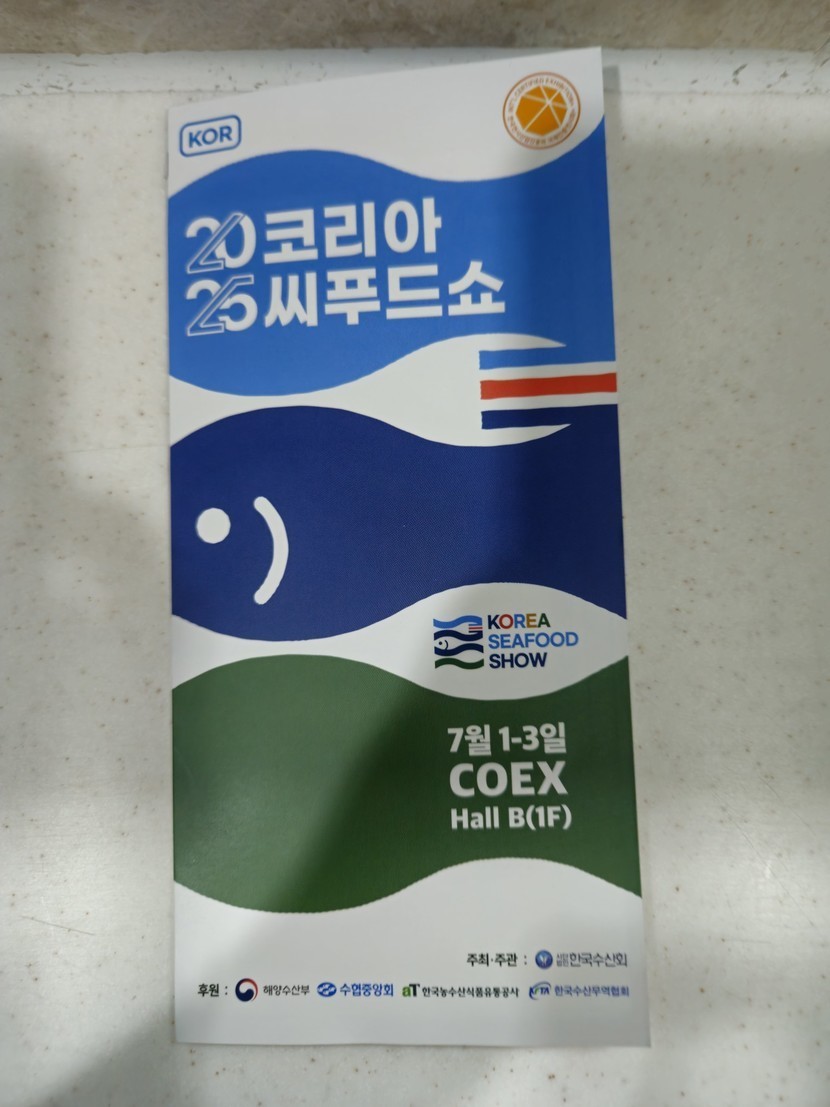 KOR
20 코리아
25 씨푸드쇼
KOREA
SEAFOOD
SHOW
7월 1-3일
COEX
Hall B(1F)
주최·주관 : 한국수산회
후원 : 해양수산부 수협중앙회 aT 한국농수산식품유통공사 KFTA 한국수산무역협회